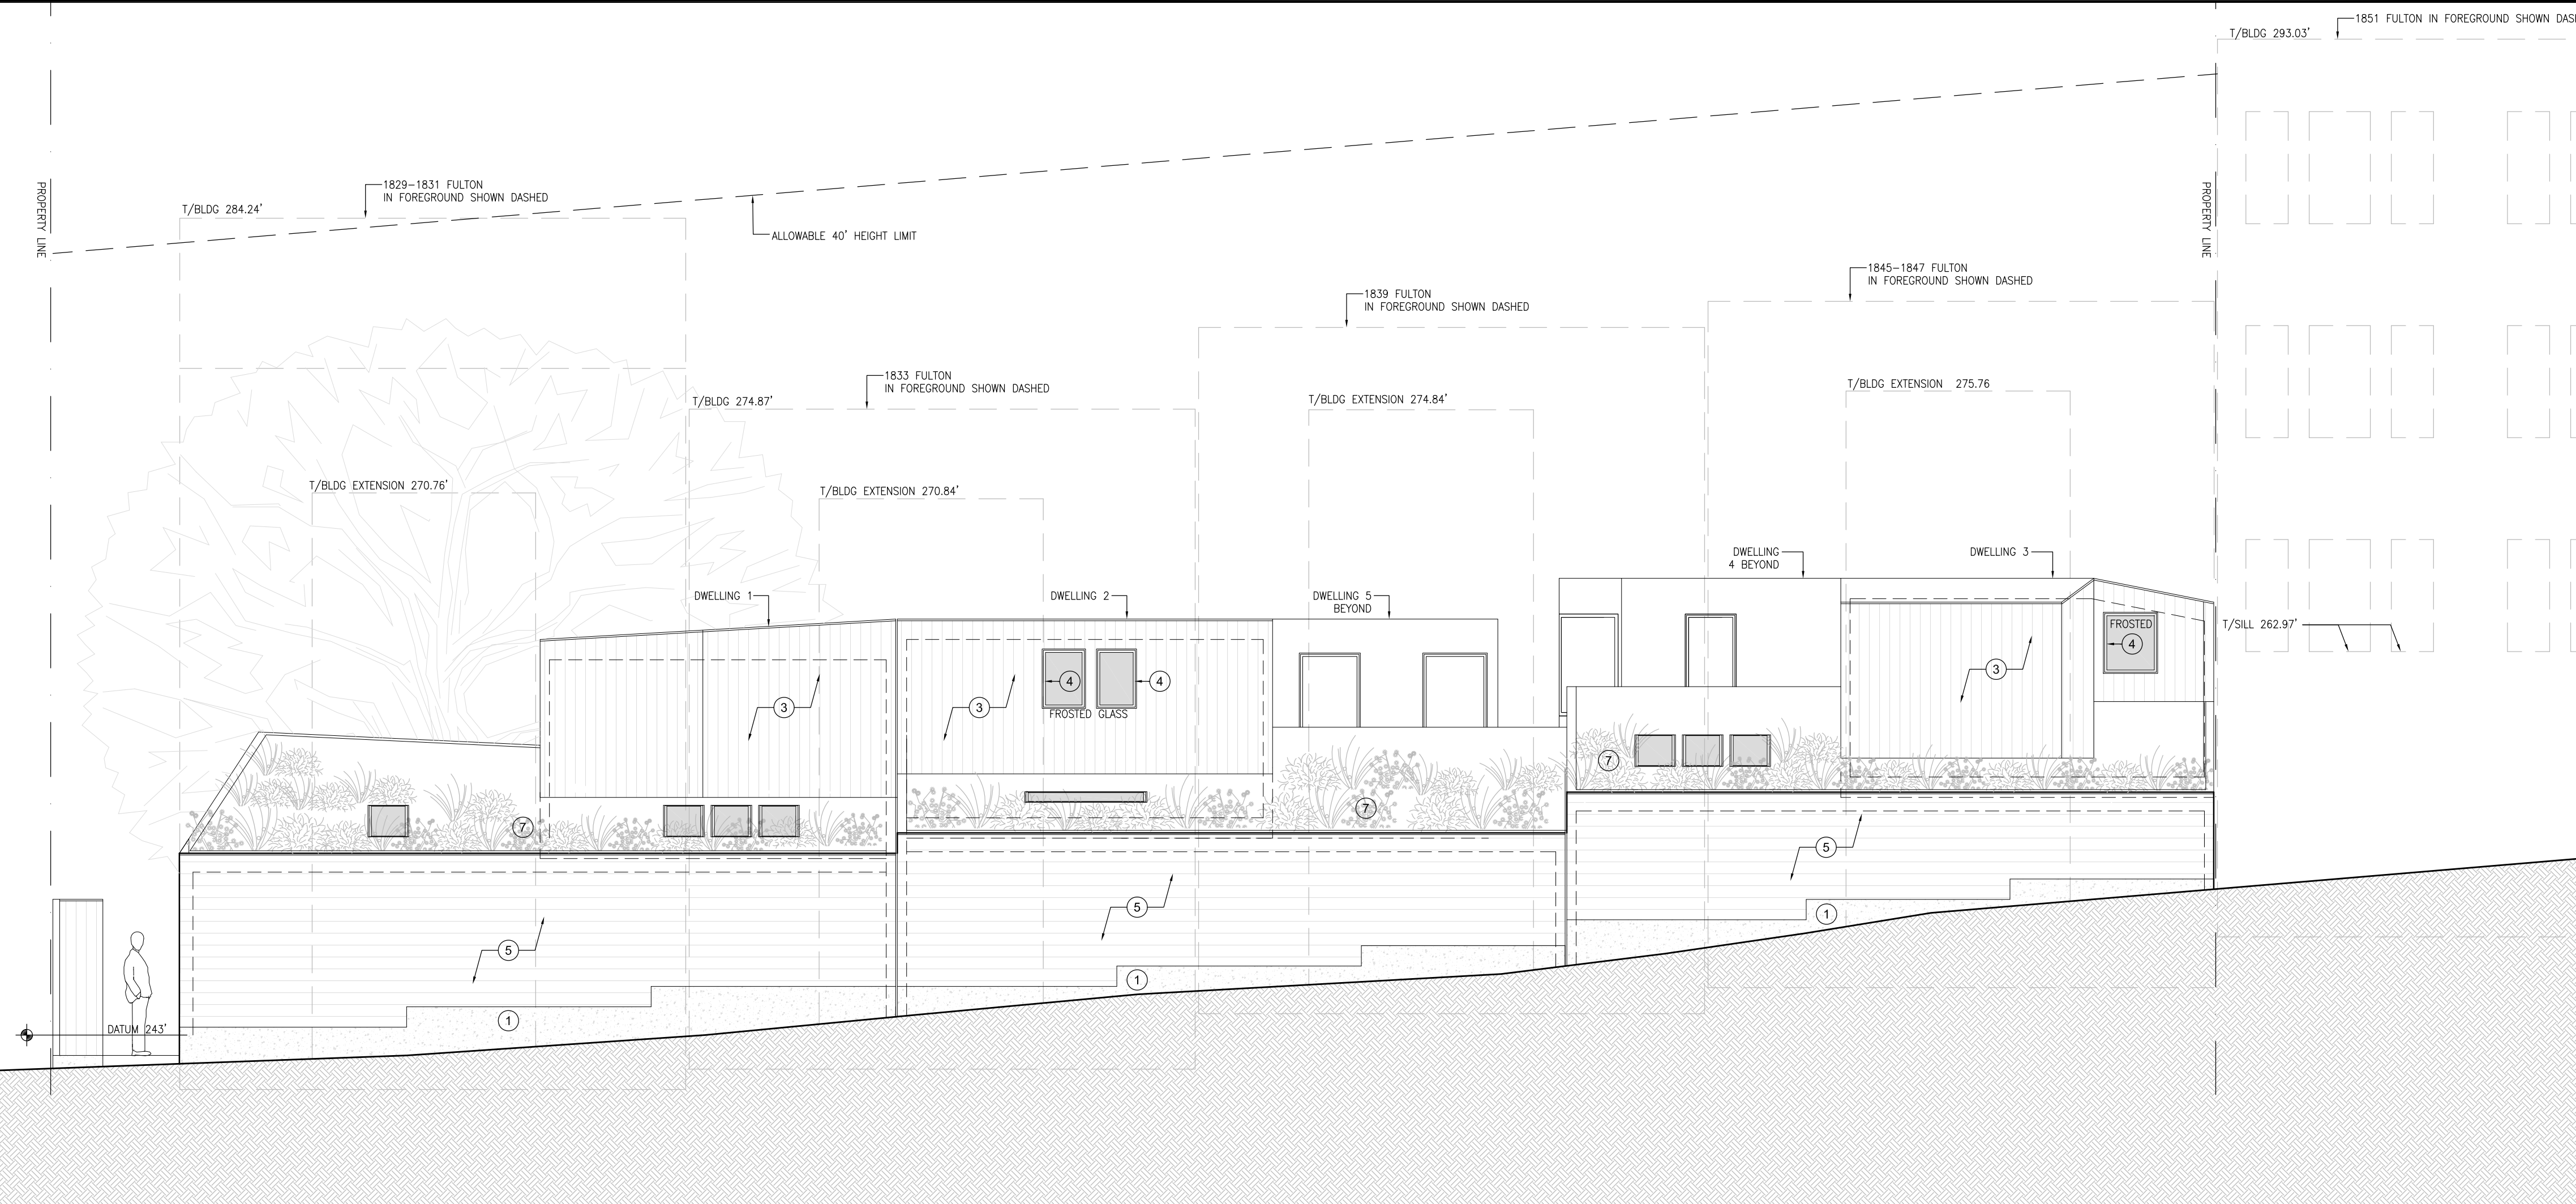 1851 FULTON IN FOREGROUND SHOWN
T/BLDG 293.03'
PROPERTY LINE
1829-1831 FULTON
IN FOREGROUND SHOWN DASHED
T/BLDG 284.24'
ALLOWABLE 40' HEIGHT LIMIT
PROPERTY LINE
1845-1847 FULTON
IN FOREGROUND SHOWN DASHED
1839 FULTON
IN FOREGROUND SHOWN DASHED
1833 FULTON
IN FOREGROUND SHOWN DASHED
T/BLDG 274.87'
T/BLDG EXTENSION 274.84'
T/BLDG EXTENSION 275.76
T/BLDG EXTENSION 270.76'
T/BLDG EXTENSION 270.84'
DWELLING
4 BEYOND
DWELLING 3
DWELLING 1
DWELLING 2
DWELLING 5
BEYOND
FROSTED
4
T/SILL 262.97'
3
3
4
4
FROSTED GLASS
3
7
7
7
5
5
5
1
1
1
DATUM 243'